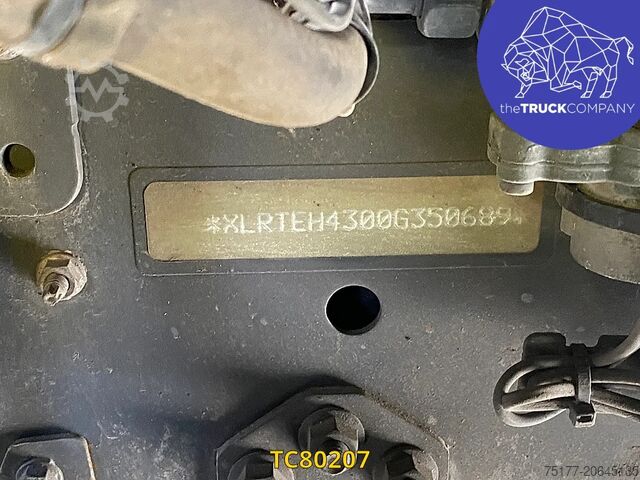 theTRUCKCOMPANY
*XLRTEH4300G350689*
TC80207
75177-20645135